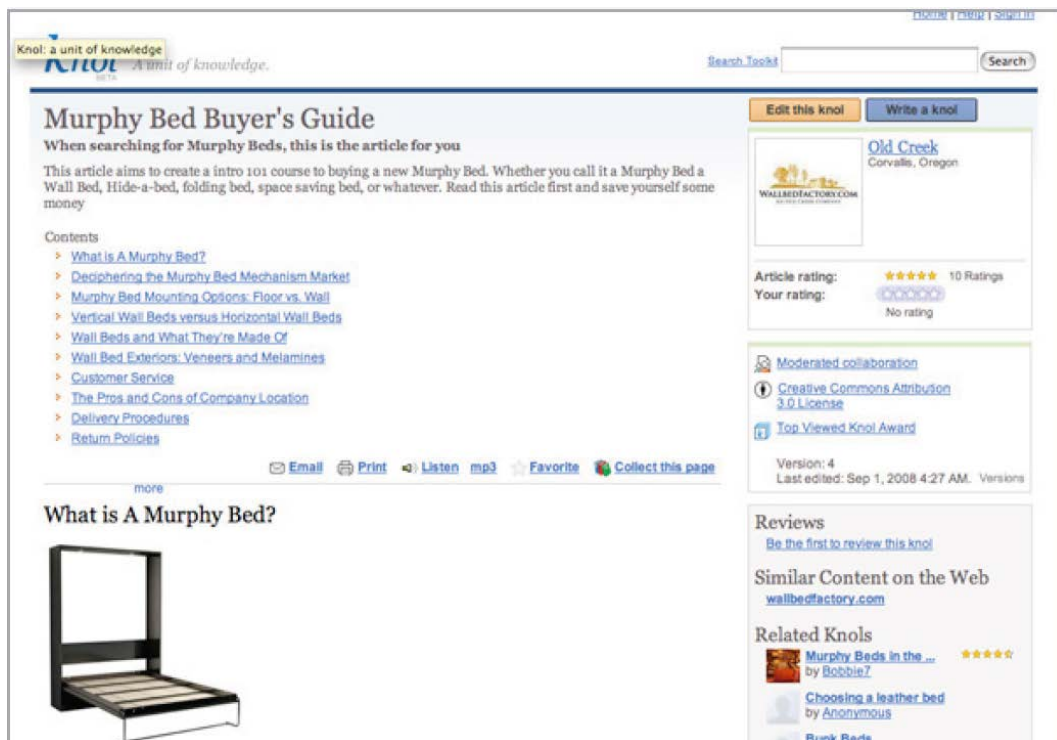 Home | Help | Sign in
Knol: a unit of knowledge
Knol A unit of knowledge.
BETA
Search Toolkit
Search
Murphy Bed Buyer's Guide
When searching for Murphy Beds, this is the article for you
This article aims to create a intro 101 course to buying a new Murphy Bed. Whether you call it a Murphy Bed a
Wall Bed, Hide-a-bed, folding bed, space saving bed, or whatever. Read this article first and save yourself some
money
Contents
What is A Murphy Bed?
Deciphering the Murphy Bed Mechanism Market
Murphy Bed Mounting Options: Floor vs. Wall
Vertical Wall Beds versus Horizontal Wall Beds
Wall Beds and What They're Made Of
Wall Bed Exteriors: Veneers and Melamines
Customer Service
The Pros and Cons of Company Location
Delivery Procedures
Return Policies
Email Print Listen mp3 Favorite Collect this page
more
What is A Murphy Bed?
Edit this knol Write a knol
WALLBEDFACTORY.COM
Old Creek
Corvallis, Oregon
Article rating: 10 Ratings
Your rating:
No rating
Moderated collaboration
Creative Commons Attribution
3.0 License
Top Viewed Knol Award
Version: 4
Last edited: Sep 1, 2008 4:27 AM. Versions
Reviews
Be the first to review this knol
Similar Content on the Web
wallbedfactory.com
Related Knols
Murphy Beds in the ...
by Bobbie7
Choosing a leather bed
by Anonymous
Bunk Beds